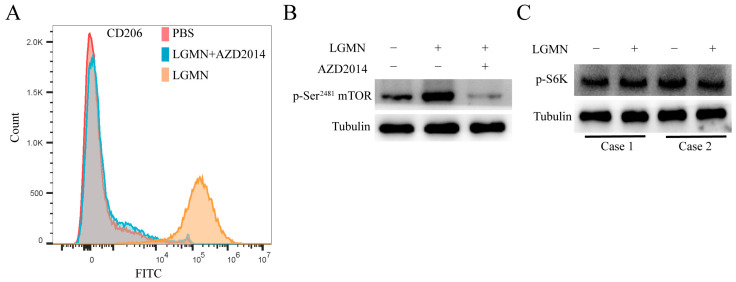 A
CD206
PBS
LGMN+AZD2014
LGMN
Count
2.0K
1.5K
1.0K
500
0
0 10⁴ 10⁵ 10⁶ 10⁷
FITC
B
LGMN − + +
AZD2014 − − +
p-Ser²⁴⁸¹ mTOR
Tubulin
C
LGMN − + − +
p-S6K
Tubulin
Case 1 Case 2